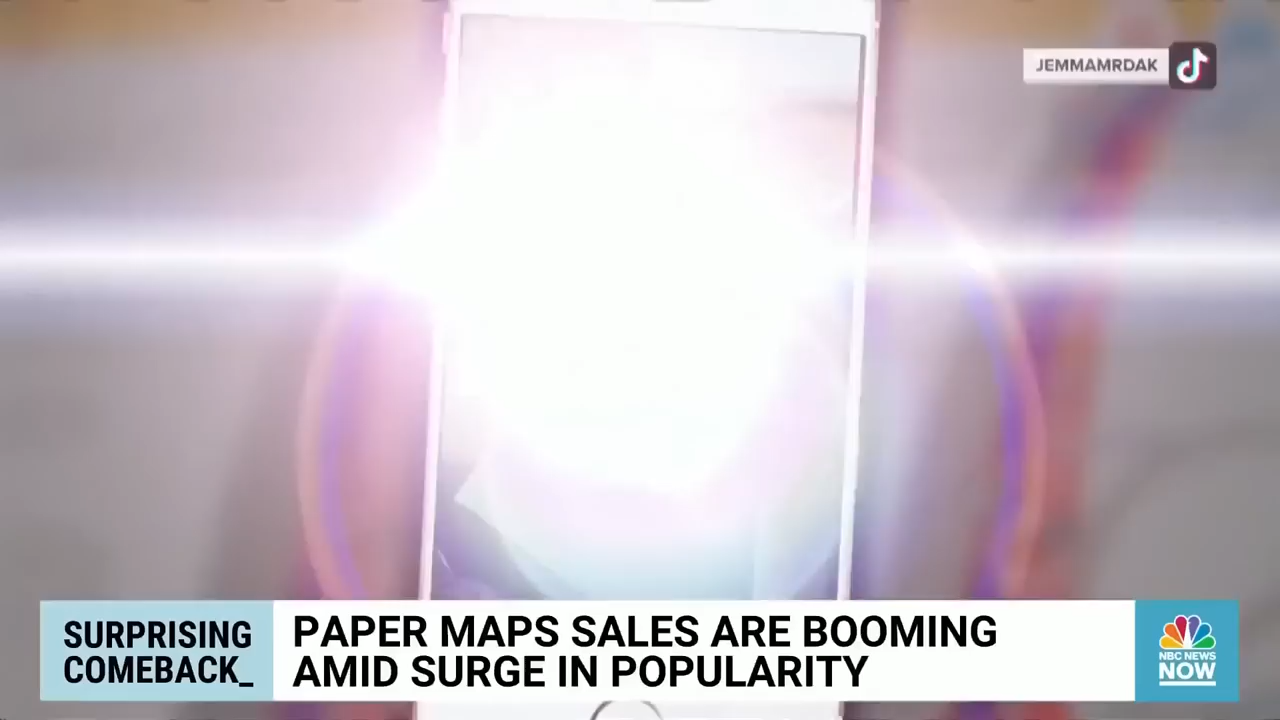 JEMMAMRDAK
SURPRISING
COMEBACK_
PAPER MAPS SALES ARE BOOMING
AMID SURGE IN POPULARITY
NBC NEWS
NOW